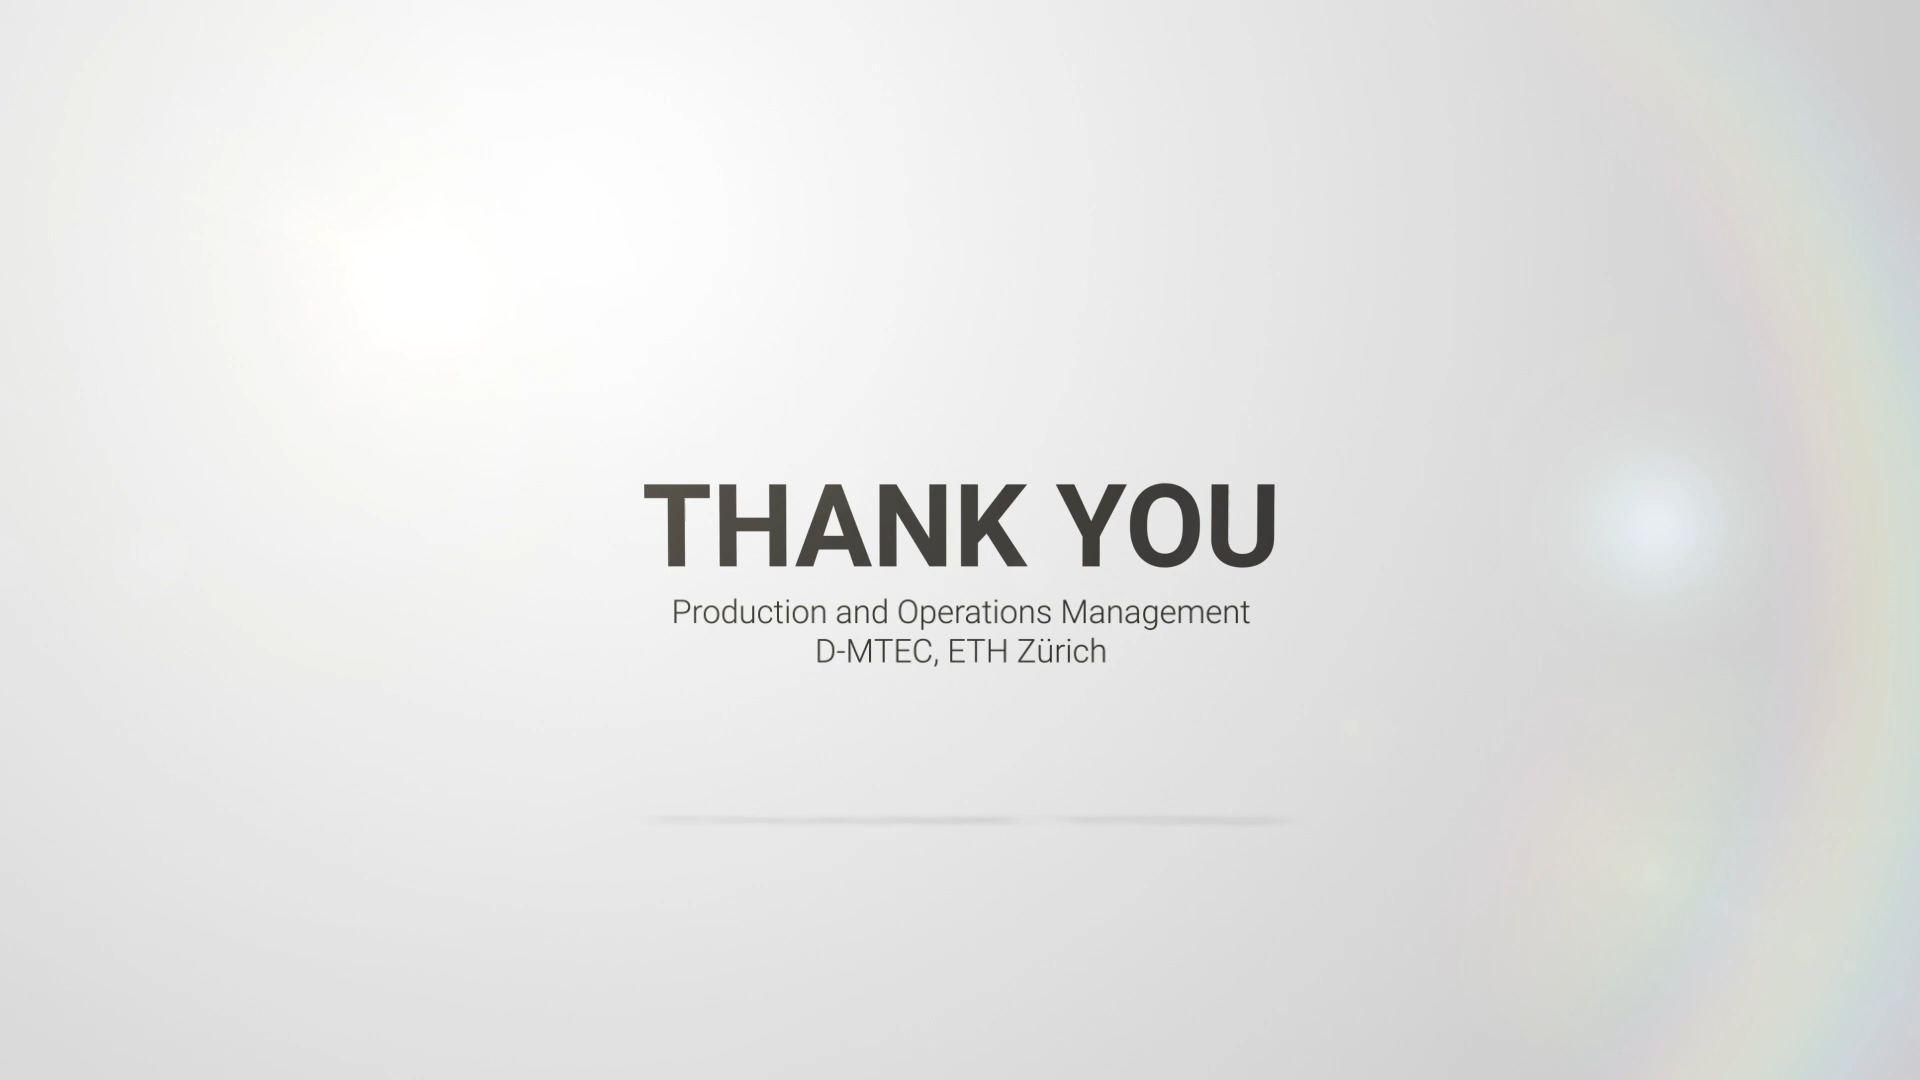 THANK YOU
Production and Operations Management
D-MTEC, ETH Zürich